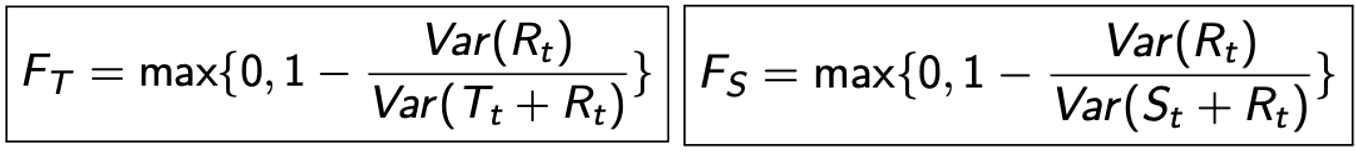 F_T = max{0, 1 − Var(R_t) / Var(T_t + R_t)}
F_S = max{0, 1 − Var(R_t) / Var(S_t + R_t)}